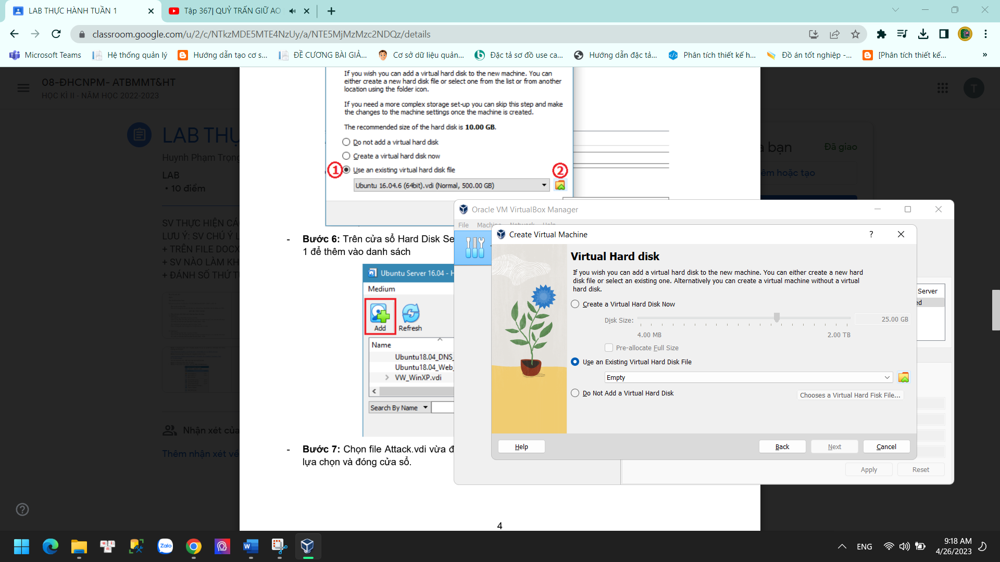 LAB THỰC HÀNH TUẦN 1
Tập 367| QUỶ TRẤN GIỮ AO
classroom.google.com/u/2/c/NTkzMDE5MTE4NzUy/a/NTE5MjMzMzc2NDQz/details
Microsoft Teams
Hệ thống quản lý
Hướng dẫn tạo cơ s...
ĐỀ CƯƠNG BÀI GIẢ...
Cơ sở dữ liệu quản...
Đặc tả sơ đồ use ca...
Hướng dẫn đặc tả...
Phân tích thiết kế h...
Đồ án tốt nghiệp -...
[Phân tích thiết kế...
»
08-ĐHCNPM- ATBMMT&HT
HỌC KÌ II - NĂM HỌC 2022-2023
T
LAB THỰ
Huynh Phạm Trọng
LAB
• 10 điểm
SV THỰC HIỆN CÁ
LƯU Ý: SV CHÚ Ý L
+ TRÊN FILE DOCX
+ SV NÀO LÀM KH
+ ĐÁNH SỐ THỨ T
Nhận xét của
Thêm nhận xét về
a bạn
Đã giao
êm hoặc tạo
If you wish you can add a virtual hard disk to the new machine. You can
either create a new hard disk file or select one from the list or from another
location using the folder icon.
If you need a more complex storage set-up you can skip this step and make
the changes to the machine settings once the machine is created.
The recommended size of the hard disk is 10.00 GB.
Do not add a virtual hard disk
Create a virtual hard disk now
1 Use an existing virtual hard disk file 2
Ubuntu 16.04.6 (64bit).vdi (Normal, 500.00 GB)
- Bước 6: Trên cửa sổ Hard Disk Se
1 để thêm vào danh sách
Ubuntu Server 16.04 - H
Medium
Add
Refresh
Name
Ubuntu18.04_DNS_
Ubuntu18.04_Web_
VW_WinXP.vdi
Search By Name
- Bước 7: Chọn file Attack.vdi vừa đ
lựa chọn và đóng cửa sổ.
4
Oracle VM VirtualBox Manager
File Machine Network Help
Server
ed
Apply
Reset
Create Virtual Machine
?
Virtual Hard disk
If you wish you can add a virtual hard disk to the new machine. You can either create a new hard
disk file or select an existing one. Alternatively you can create a virtual machine without a virtual
hard disk.
Create a Virtual Hard Disk Now
Disk Size:
25.00 GB
4.00 MB
2.00 TB
Pre-allocate Full Size
Use an Existing Virtual Hard Disk File
Empty
Do Not Add a Virtual Hard Disk
Chooses a Virtual Hard Fisk File...
Help
Back
Next
Cancel
Zalo
ENG
9:18 AM
4/26/2023